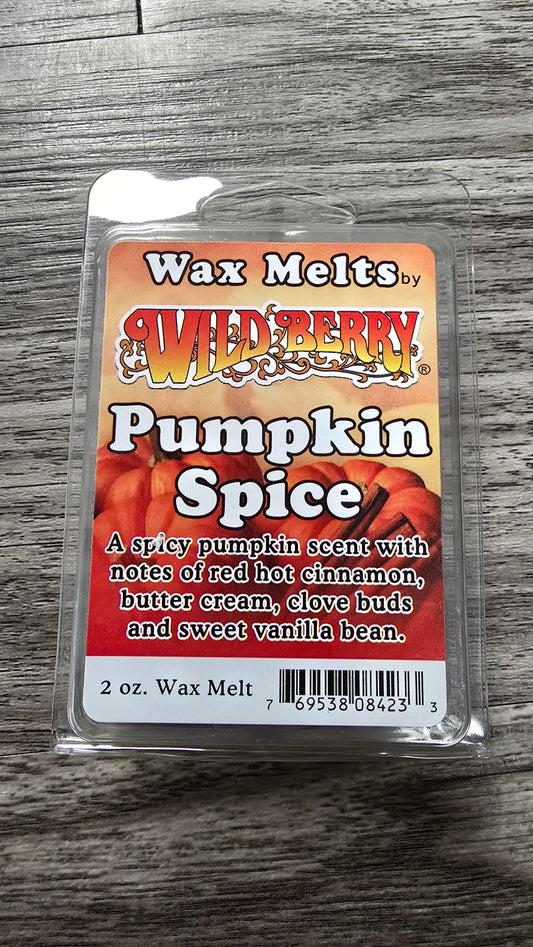 Wax Melts by
WILD BERRY®
Pumpkin
Spice
A spicy pumpkin scent with
notes of red hot cinnamon,
butter cream, clove buds
and sweet vanilla bean.
2 oz. Wax Melt
7 69538 08423 3